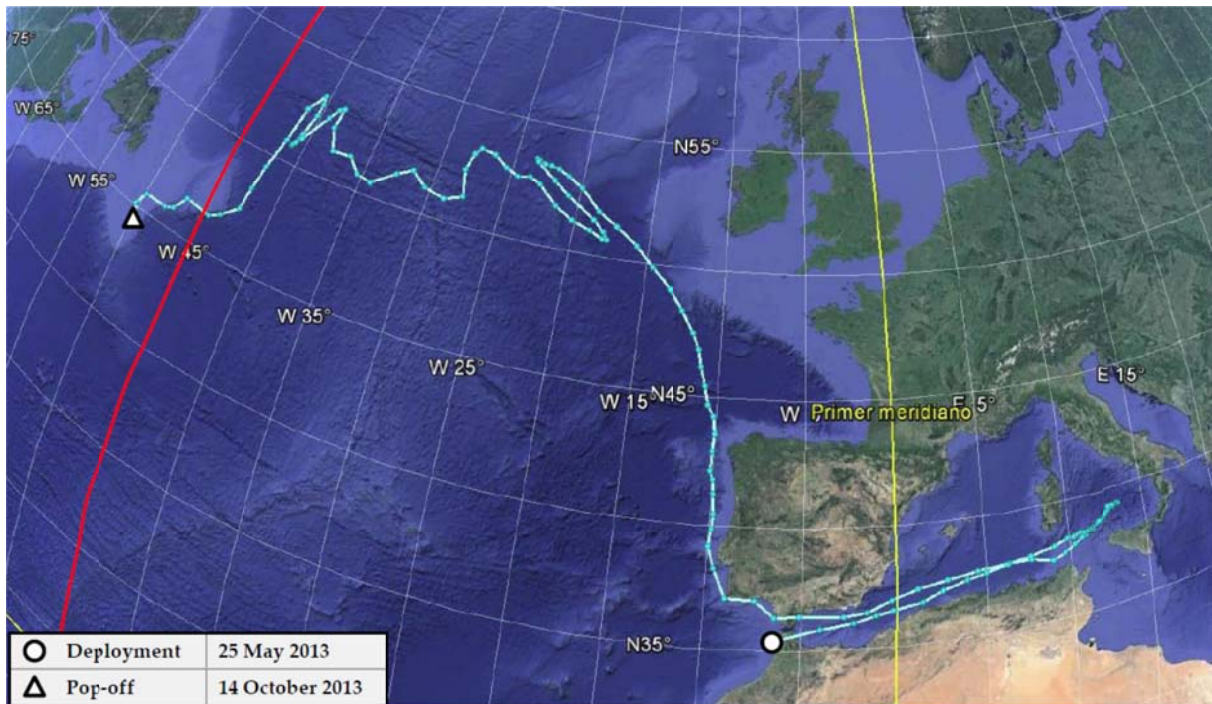 75°
W 65°
W 55°
W 45°
W 35°
W 25°
W 15°
N55°
N45°
W
Primer meridiano
E 5°
E 15°
N35°
Deployment 25 May 2013
Pop-off 14 October 2013